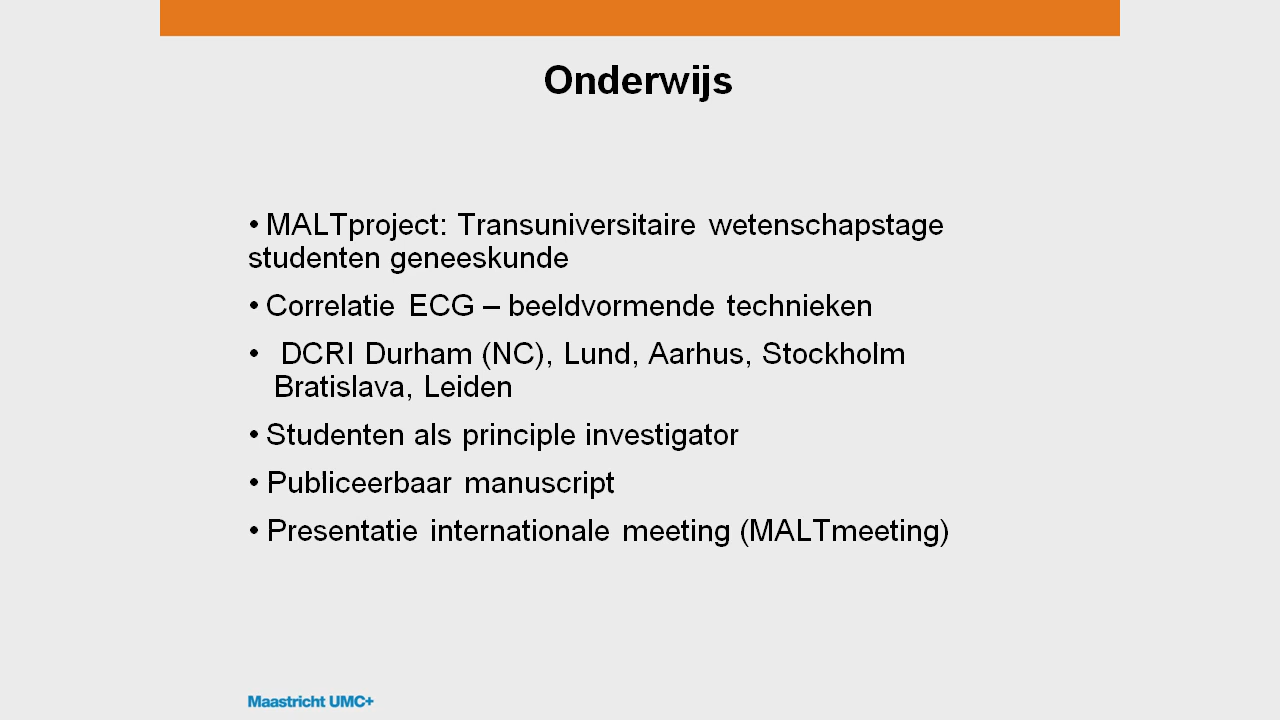 Onderwijs
• MALTproject: Transuniversitaire wetenschapstage
studenten geneeskunde
• Correlatie ECG – beeldvormende technieken
• DCRI Durham (NC), Lund, Aarhus, Stockholm
Bratislava, Leiden
• Studenten als principle investigator
• Publiceerbaar manuscript
• Presentatie internationale meeting (MALTmeeting)
Maastricht UMC+